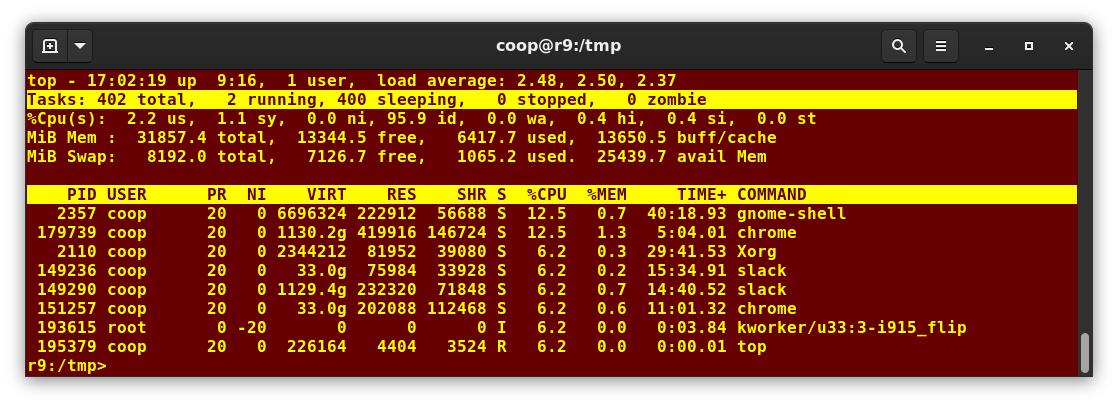 coop@r9:/tmp
top - 17:02:19 up  9:16,  1 user,  load average: 2.48, 2.50, 2.37
Tasks: 402 total,   2 running, 400 sleeping,   0 stopped,   0 zombie
%Cpu(s):  2.2 us,  1.1 sy,  0.0 ni, 95.9 id,  0.0 wa,  0.4 hi,  0.4 si,  0.0 st
MiB Mem :  31857.4 total,  13344.5 free,   6417.7 used,  13650.5 buff/cache
MiB Swap:   8192.0 total,   7126.7 free,   1065.2 used.  25439.7 avail Mem
    PID USER      PR  NI    VIRT    RES    SHR S  %CPU  %MEM     TIME+ COMMAND
   2357 coop      20   0 6696324 222912  56688 S  12.5   0.7  40:18.93 gnome-shell
 179739 coop      20   0 1130.2g 419916 146724 S  12.5   1.3   5:04.01 chrome
   2110 coop      20   0 2344212  81952  39080 S   6.2   0.3  29:41.53 Xorg
 149236 coop      20   0   33.0g  75984  33928 S   6.2   0.2  15:34.91 slack
 149290 coop      20   0 1129.4g 232320  71848 S   6.2   0.7  14:40.52 slack
 151257 coop      20   0   33.0g 202088 112468 S   6.2   0.6  11:01.32 chrome
 193615 root       0 -20       0      0      0 I   6.2   0.0   0:03.84 kworker/u33:3-i915_flip
 195379 coop      20   0  226164   4404   3524 R   6.2   0.0   0:00.01 top
r9:/tmp>